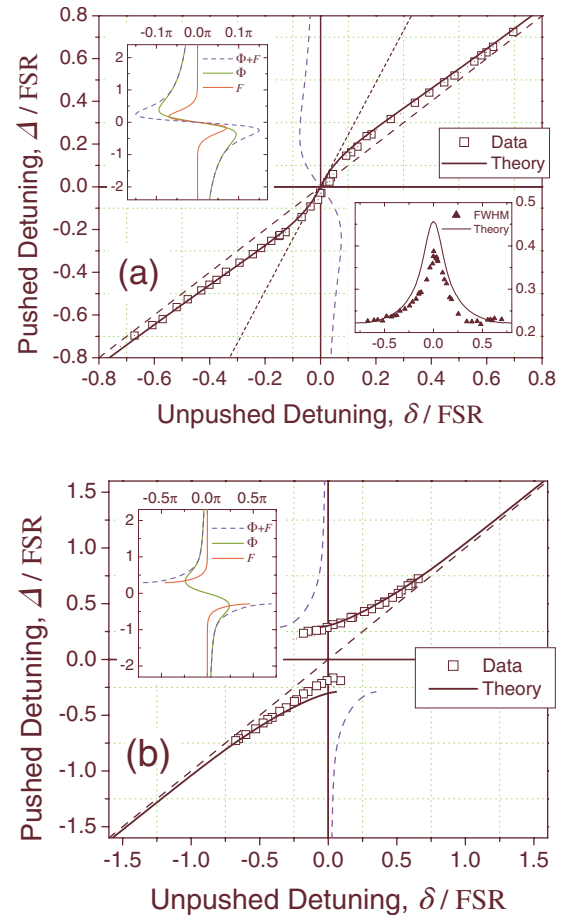 -0.1π 0.0π 0.1π
0.8
2
Φ+F
Φ
F
0.6
1
0.4
0
-1
0.2
-2
Data
Theory
0.0
-0.2
FWHM
Theory
0.4
-0.4
(a)
0.3
-0.6
0.2
-0.5 0.0 0.5
-0.8
-0.8 -0.6 -0.4 -0.2 0.0 0.2 0.4 0.6 0.8
Pushed Detuning, Δ / FSR
Unpushed Detuning, δ / FSR
-0.5π 0.0π 0.5π
1.5
2
Φ+F
Φ
F
1.0
1
0.5
0
-1
0.0
-2
Data
Theory
-0.5
(b)
-1.0
-1.5
-1.5 -1.0 -0.5 0.0 0.5 1.0 1.5
Pushed Detuning, Δ / FSR
Unpushed Detuning, δ / FSR